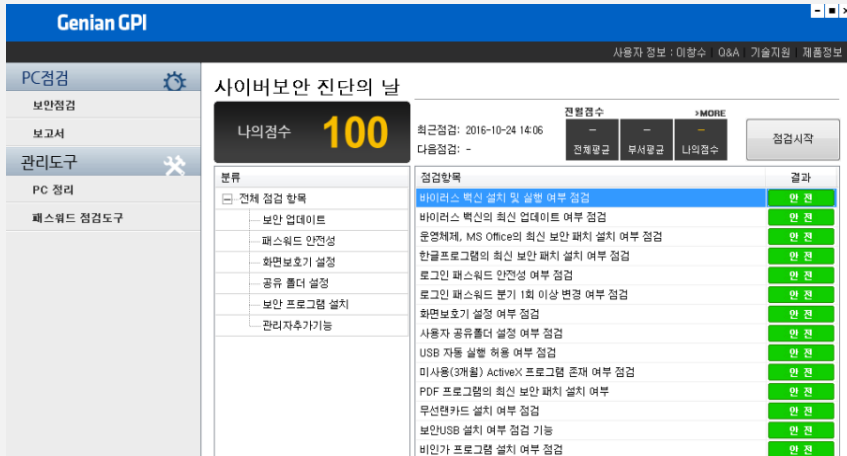 Genian GPI
사용자 정보 : 이창수 | Q&A | 기술지원 | 제품정보
PC점검
보안점검
보고서
관리도구
PC 정리
패스워드 점검도구
사이버보안 진단의 날
나의점수 100
최근점검: 2016-10-24 14:06
다음점검: -
전월점수 >MORE
- - -
전체평균 부서평균 나의점수
점검시작
분류
전체 점검 항목
보안 업데이트
패스워드 안전성
화면보호기 설정
공유 폴더 설정
보안 프로그램 설치
관리자추가기능
점검항목 결과
바이러스 백신 설치 및 실행 여부 점검 안 전
바이러스 백신의 최신 업데이트 여부 점검 안 전
운영체제, MS Office의 최신 보안 패치 설치 여부 점검 안 전
한글프로그램의 최신 보안 패치 설치 여부 점검 안 전
로그인 패스워드 안전성 여부 점검 안 전
로그인 패스워드 분기 1회 이상 변경 여부 점검 안 전
화면보호기 설정 여부 점검 안 전
사용자 공유폴더 설정 여부 점검 안 전
USB 자동 실행 허용 여부 점검 안 전
미사용(3개월) ActiveX 프로그램 존재 여부 점검 안 전
PDF 프로그램의 최신 보안 패치 설치 여부 안 전
무선랜카드 설치 여부 점검 안 전
보안USB 설치 여부 점검 기능 안 전
비인가 프로그램 설치 여부 점검 안 전